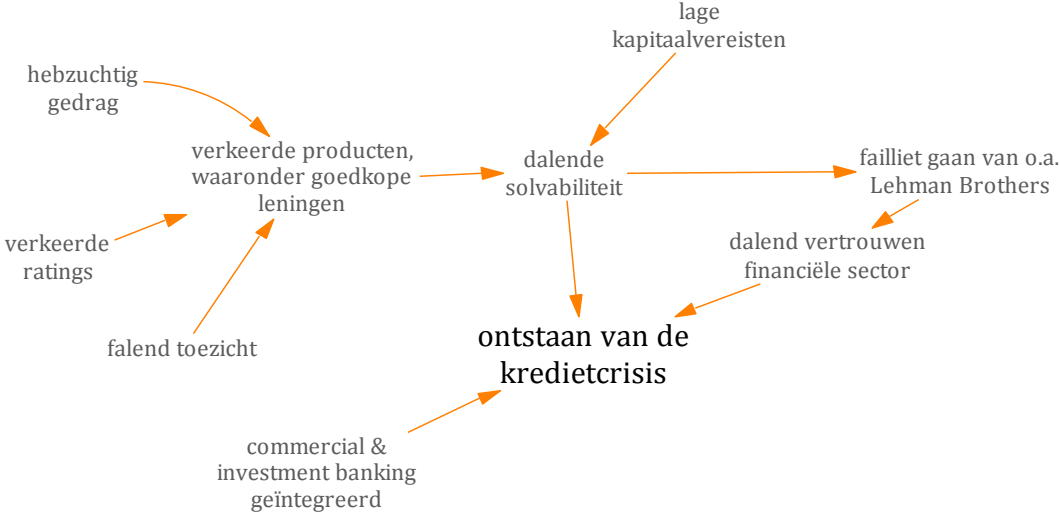 lage
kapitaalvereisten
hebzuchtig
gedrag
verkeerde producten,
waaronder goedkope
leningen
dalende
solvabiliteit
failliet gaan van o.a.
Lehman Brothers
verkeerde
ratings
dalend vertrouwen
financiële sector
falend toezicht
ontstaan van de
kredietcrisis
commercial &
investment banking
geïntegreerd